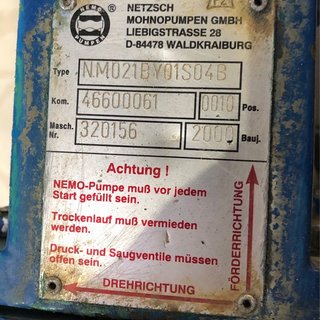 NEMO
PUMPEN
NETZSCH
MOHNOPUMPEN GMBH
LIEBIGSTRASSE 28
D-84478 WALDKRAIBURG
Type NM021BY01S04B
Kom. 46600061 0010 Pos.
Masch. Nr. 320156 2000 Bauj.
Achtung !
NEMO-Pumpe muß vor jedem
Start gefüllt sein.
Trockenlauf muß vermieden
werden.
Druck- und Saugventile müssen
offen sein.
DREHRICHTUNG
FÖRDERRICHTUNG